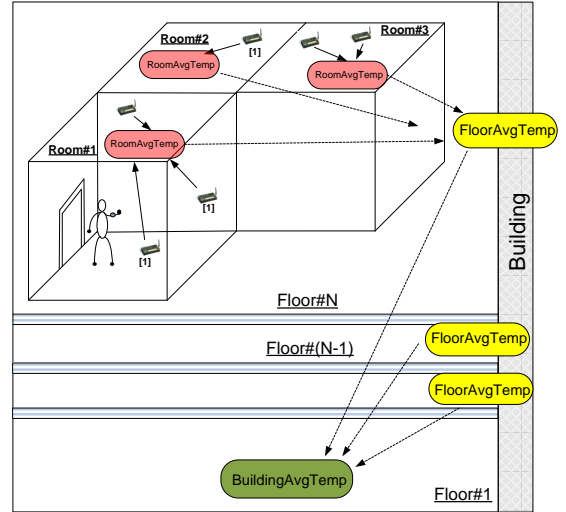 Room#2
[1]
Room#3
RoomAvgTemp
RoomAvgTemp
FloorAvgTemp
Room#1
RoomAvgTemp
[1]
[1]
Building
Floor#N
FloorAvgTemp
Floor#(N-1)
FloorAvgTemp
BuildingAvgTemp
Floor#1